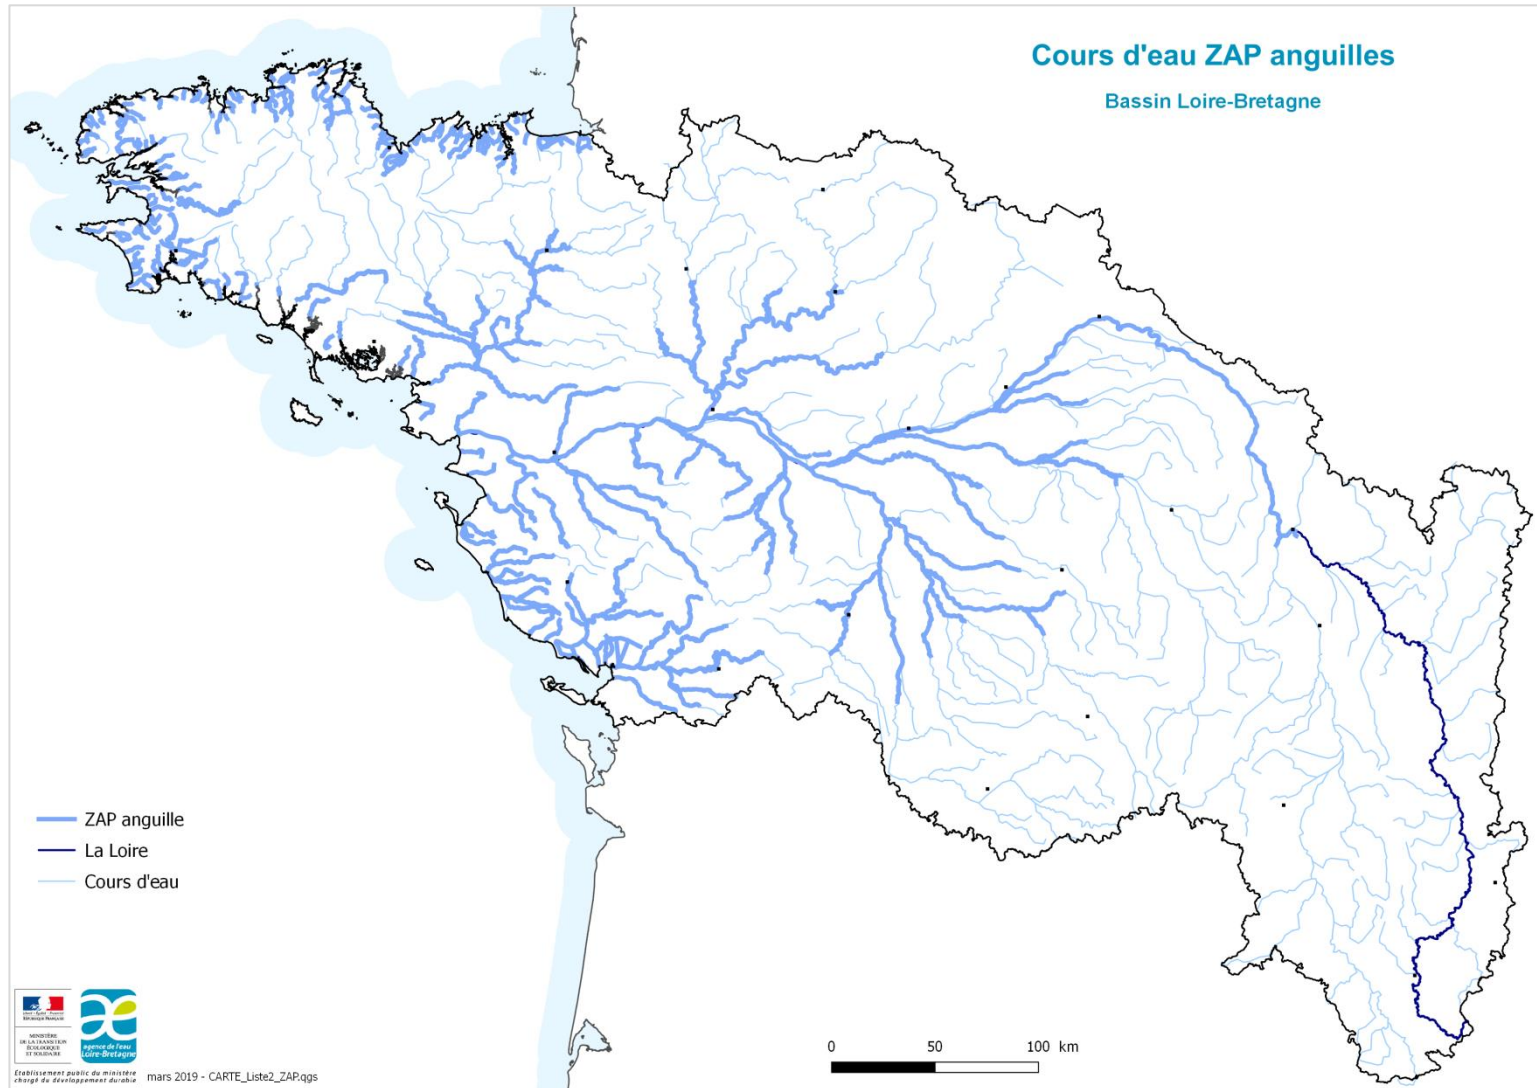 Cours d'eau ZAP anguilles
Bassin Loire-Bretagne
ZAP anguille
La Loire
Cours d'eau
RÉPUBLIQUE FRANÇAISE
MINISTÈRE
DE LA TRANSITION
ÉCOLOGIQUE
ET SOLIDAIRE
agence de l'eau
Loire-Bretagne
Etablissement public du ministère
chargé du développement durable
mars 2019 - CARTE_Liste2_ZAP.qgs
0 50 100 km